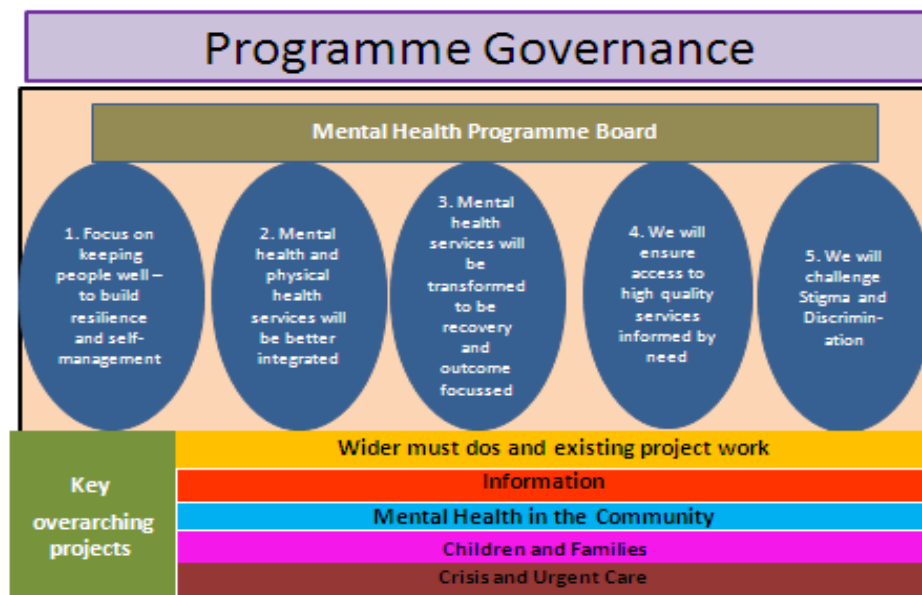 Programme Governance
Mental Health Programme Board
1. Focus on
keeping
people well –
to build
resilience
and self-
management
2. Mental
health and
physical
health
services will
be better
integrated
3. Mental
health
services will
be
transformed
to be
recovery
and
outcome
focussed
4. We will
ensure
access to
high quality
services
informed by
need
5. We will
challenge
Stigma and
Discrimin-
ation
Key
overarching
projects
Wider must dos and existing project work
Information
Mental Health in the Community
Children and Families
Crisis and Urgent Care